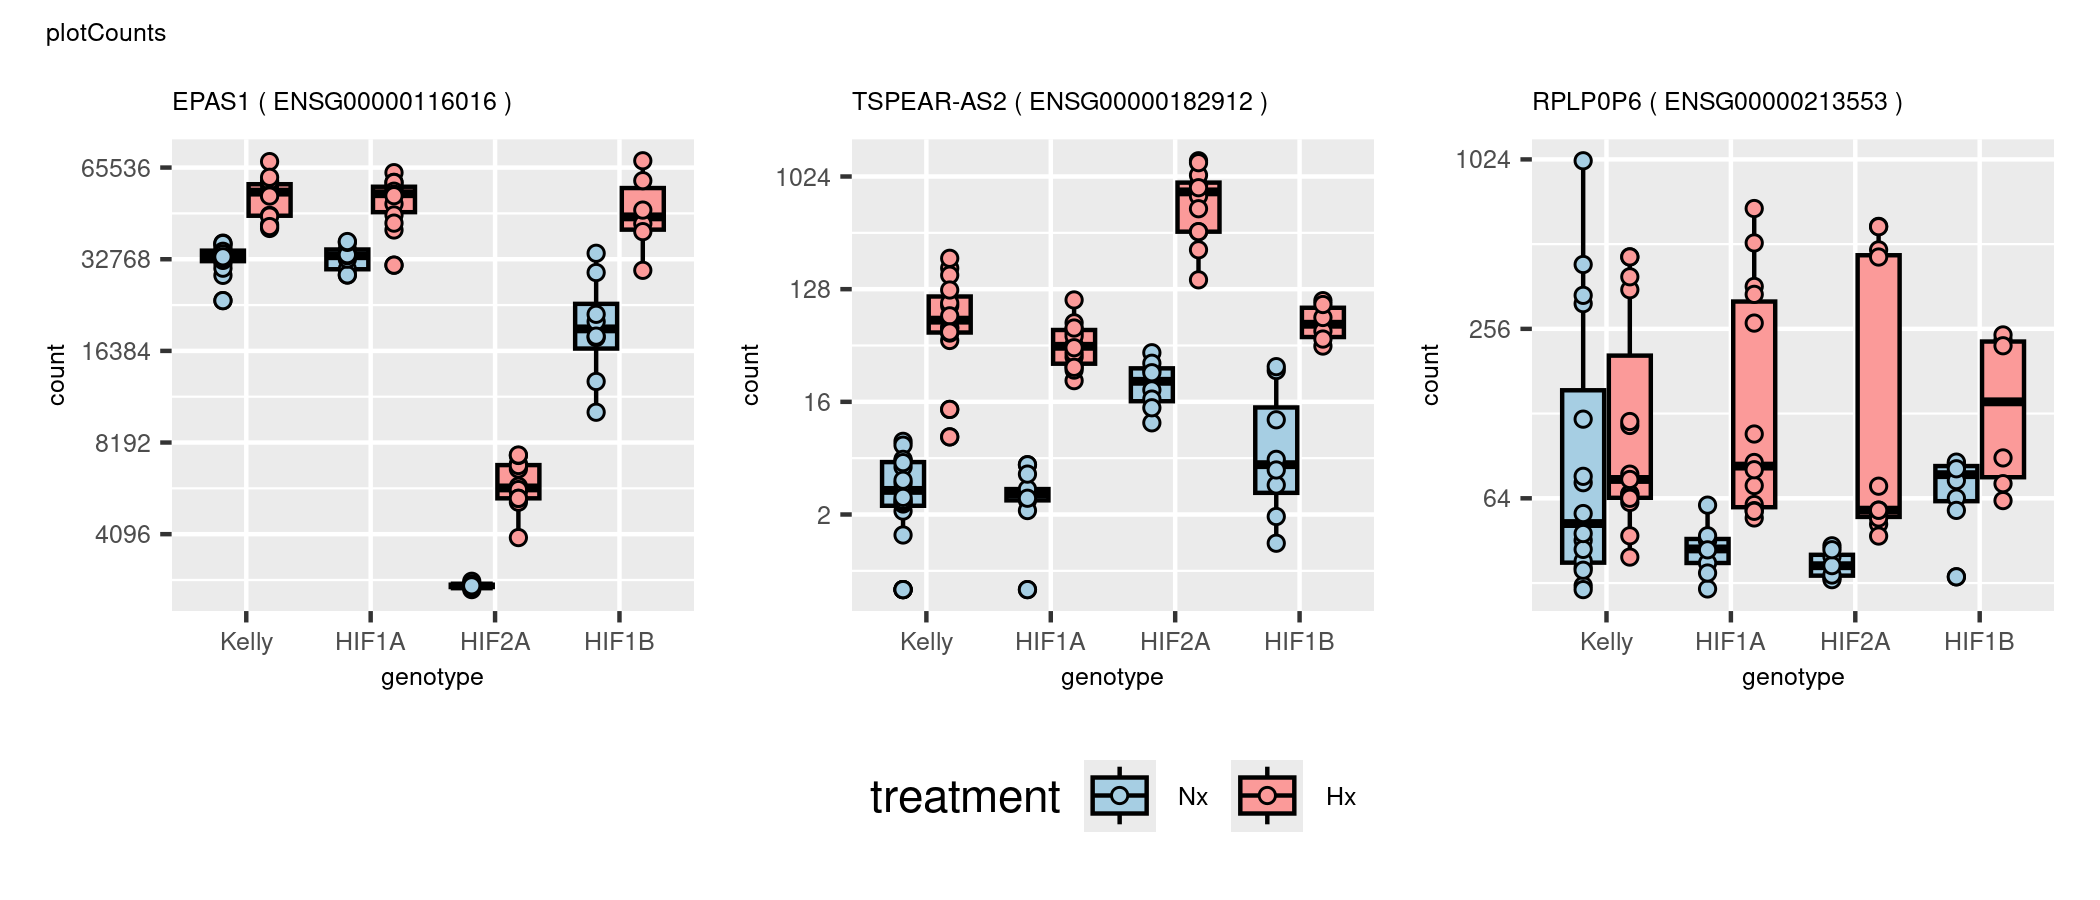 plotCounts
EPAS1 ( ENSG00000116016 )
65536
32768
16384
8192
4096
count
Kelly HIF1A HIF2A HIF1B
genotype
TSPEAR-AS2 ( ENSG00000182912 )
1024
128
16
2
count
Kelly HIF1A HIF2A HIF1B
genotype
RPLP0P6 ( ENSG00000213553 )
1024
256
64
count
Kelly HIF1A HIF2A HIF1B
genotype
treatment Nx Hx